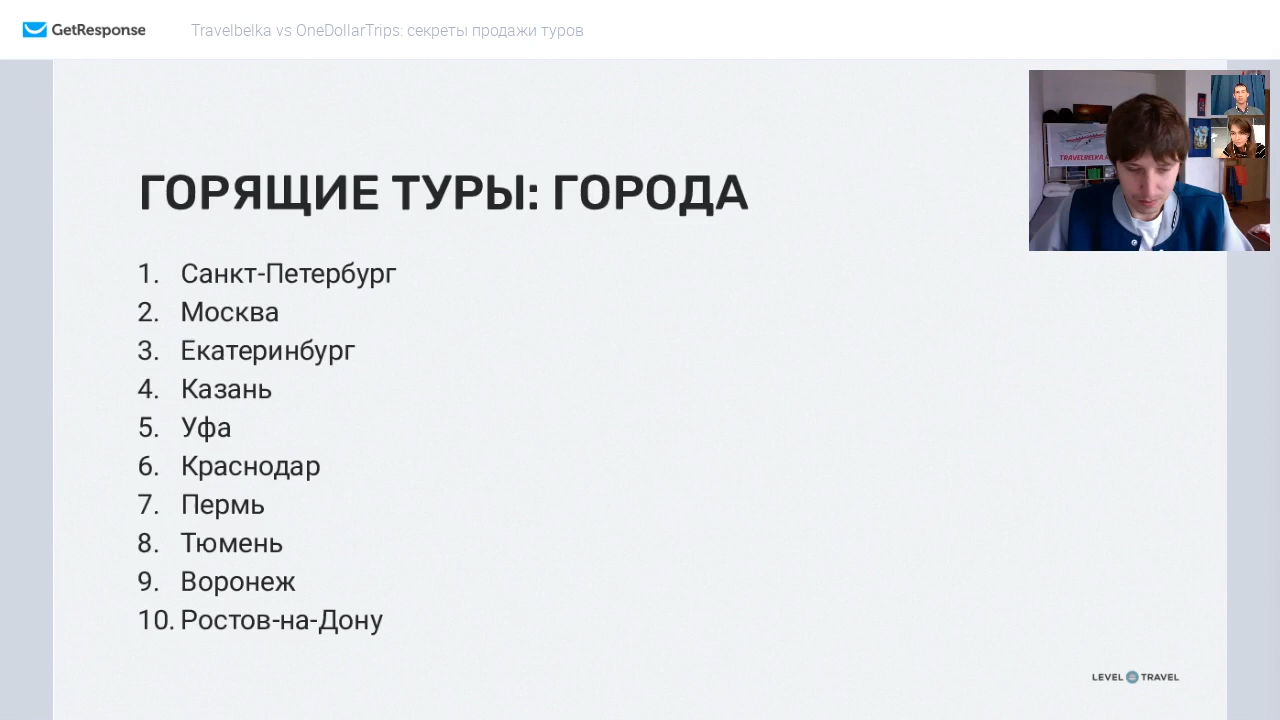 GetResponse
Travelbelka vs OneDollarTrips: секреты продажи туров
ГОРЯЩИЕ ТУРЫ: ГОРОДА
1. Санкт-Петербург
2. Москва
3. Екатеринбург
4. Казань
5. Уфа
6. Краснодар
7. Пермь
8. Тюмень
9. Воронеж
10. Ростов-на-Дону
LEVEL TRAVEL